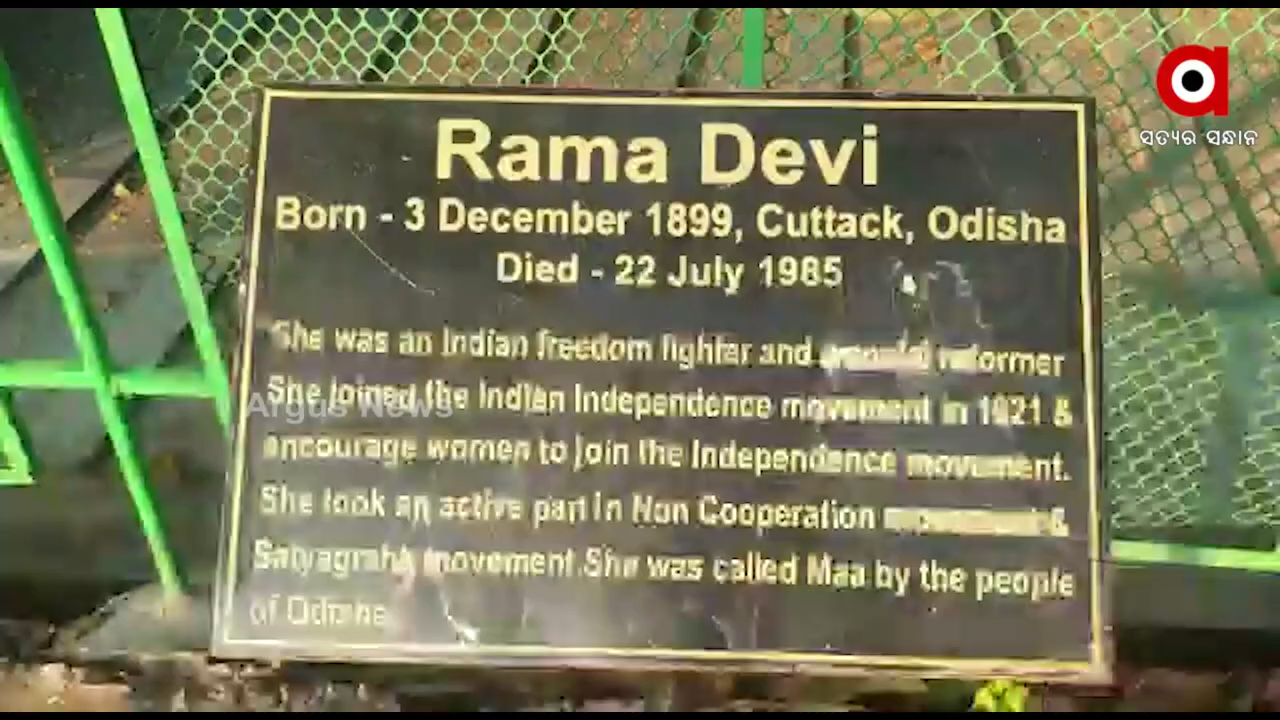 ସତ୍ୟର ସନ୍ଧାନ
Rama Devi
Born - 3 December 1899, Cuttack, Odisha
Died - 22 July 1985
She was an Indian freedom fighter and reformer
She joined the Indian Independence movement in 1921 &
Argus News
encourage women to join the Independence movement.
She took an active part in Non Cooperation movement &
Satyagraha movement.She was called Maa by the people
of Odisha